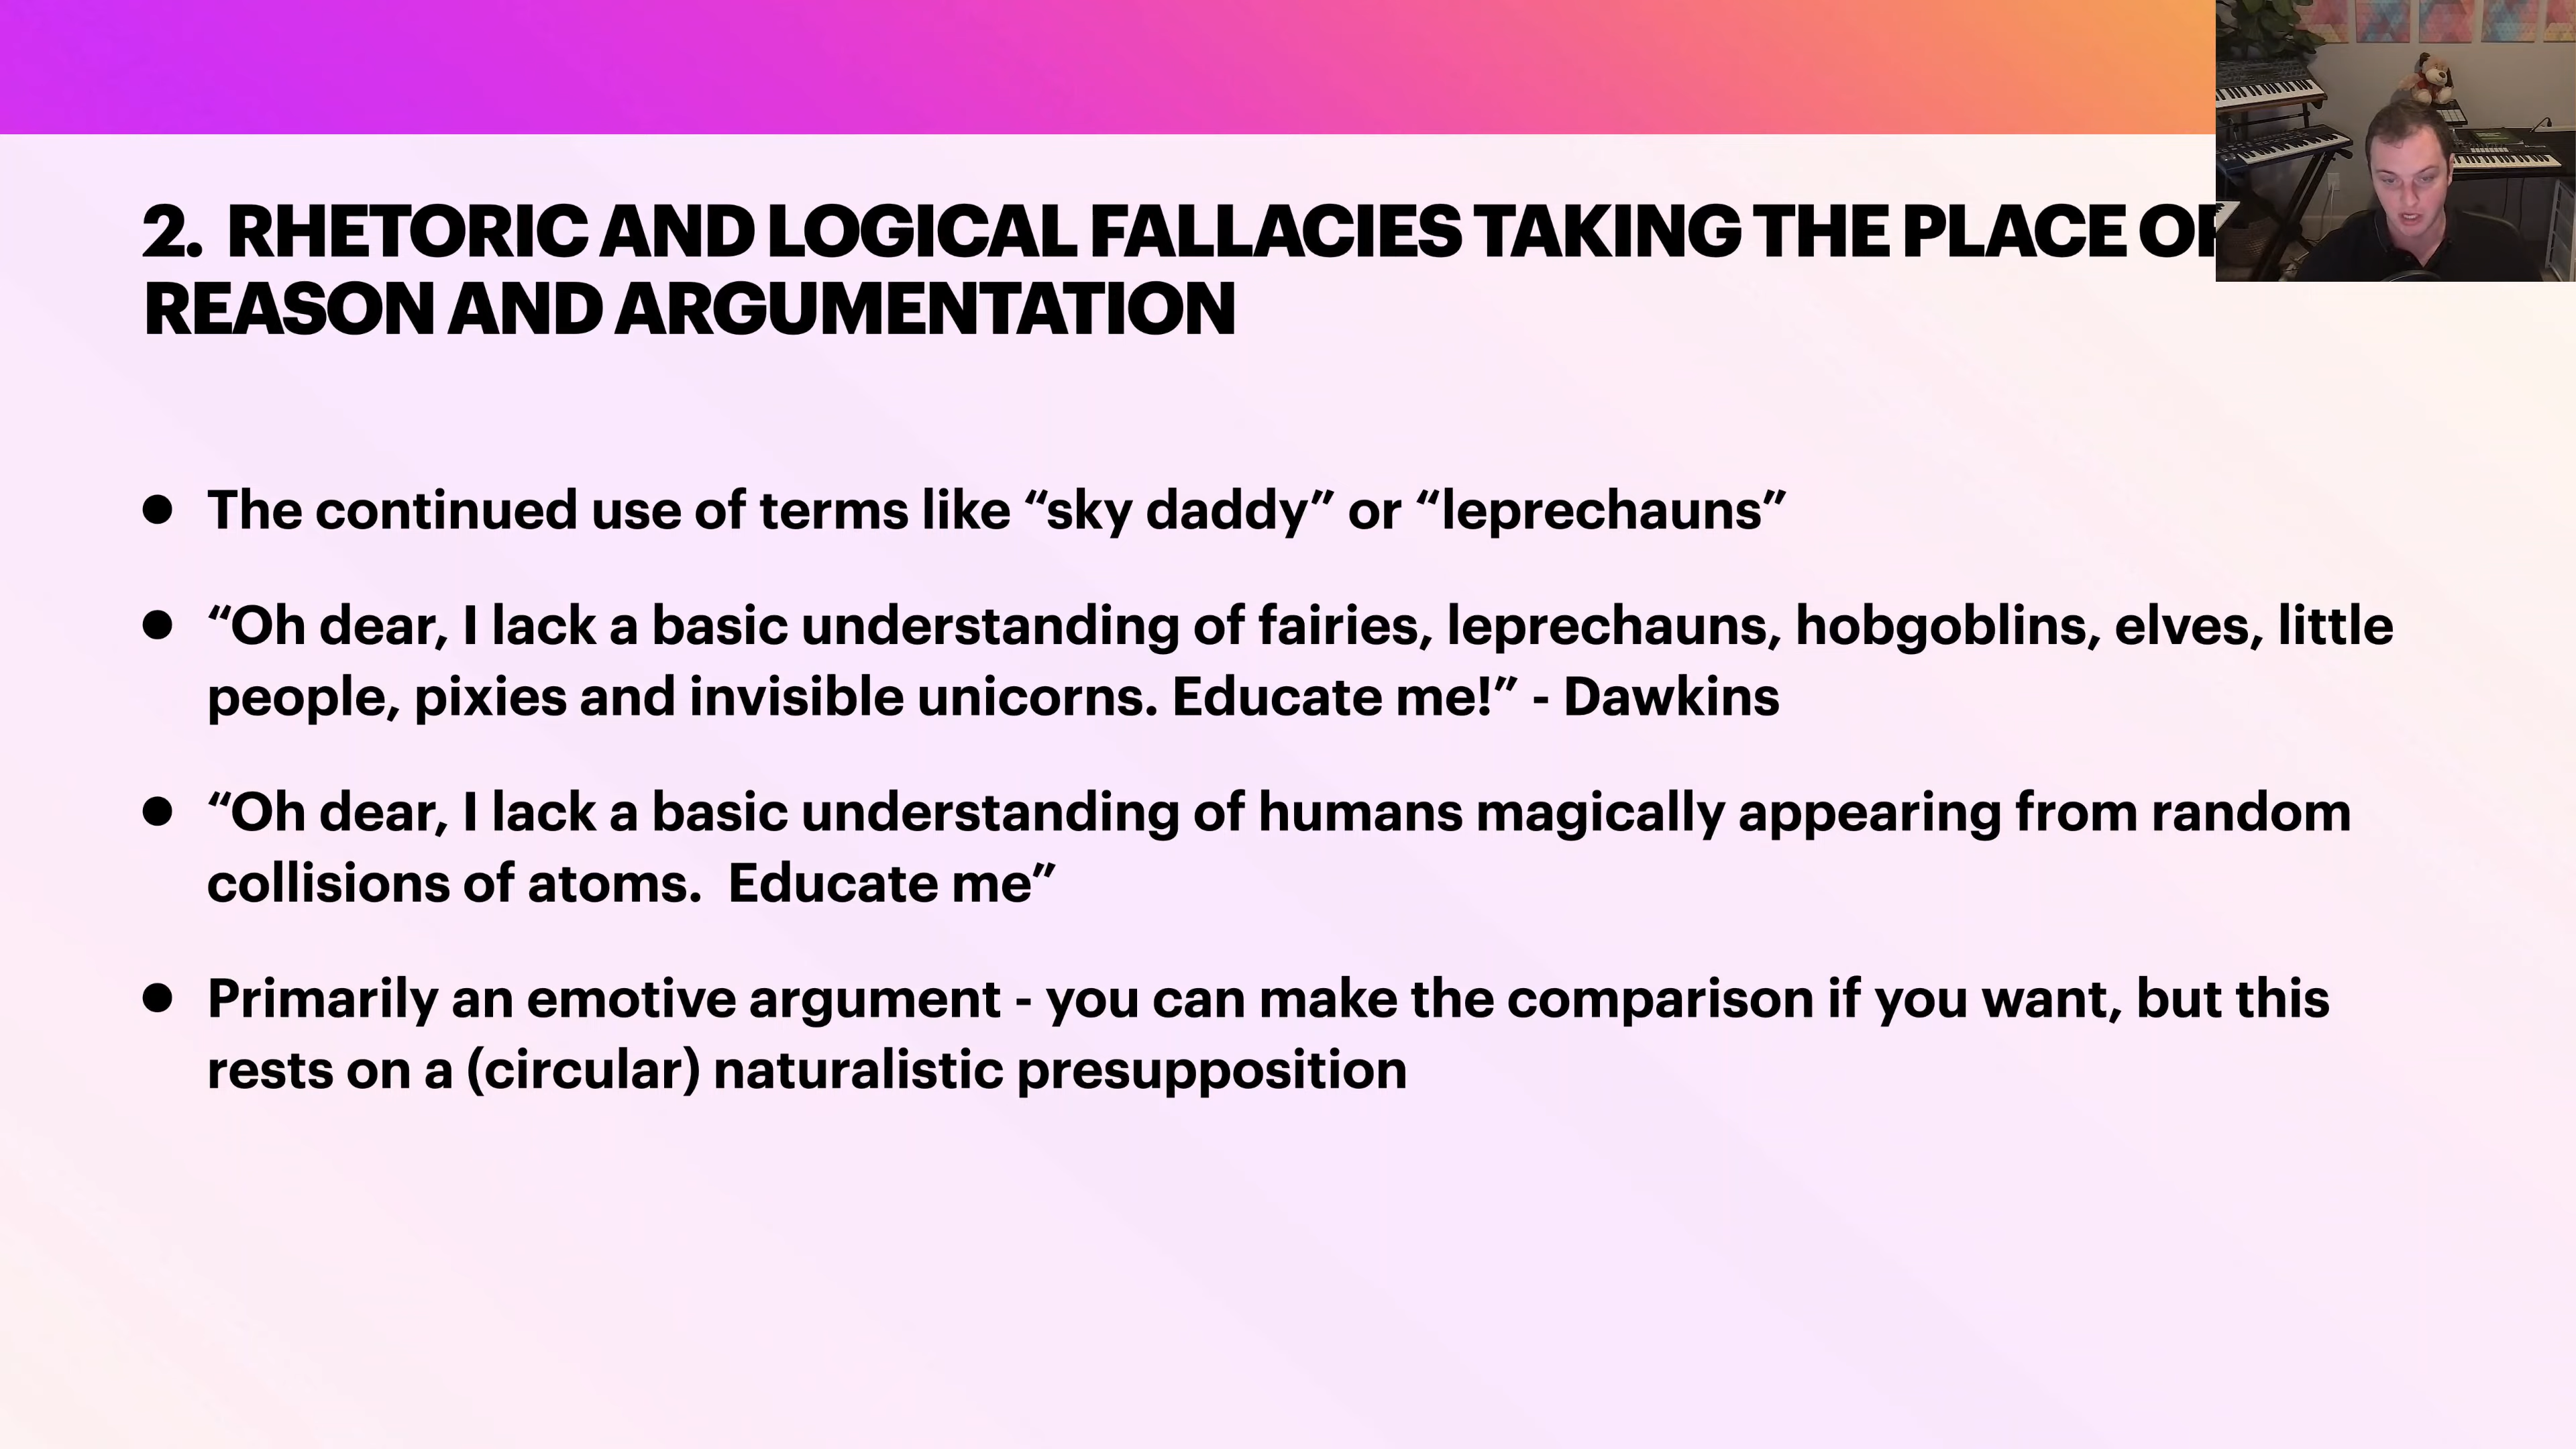 2. RHETORIC AND LOGICAL FALLACIES TAKING THE PLACE OF
REASON AND ARGUMENTATION
● The continued use of terms like “sky daddy” or “leprechauns”
● “Oh dear, I lack a basic understanding of fairies, leprechauns, hobgoblins, elves, little
people, pixies and invisible unicorns. Educate me!” - Dawkins
● “Oh dear, I lack a basic understanding of humans magically appearing from random
collisions of atoms.  Educate me”
● Primarily an emotive argument - you can make the comparison if you want, but this
rests on a (circular) naturalistic presupposition